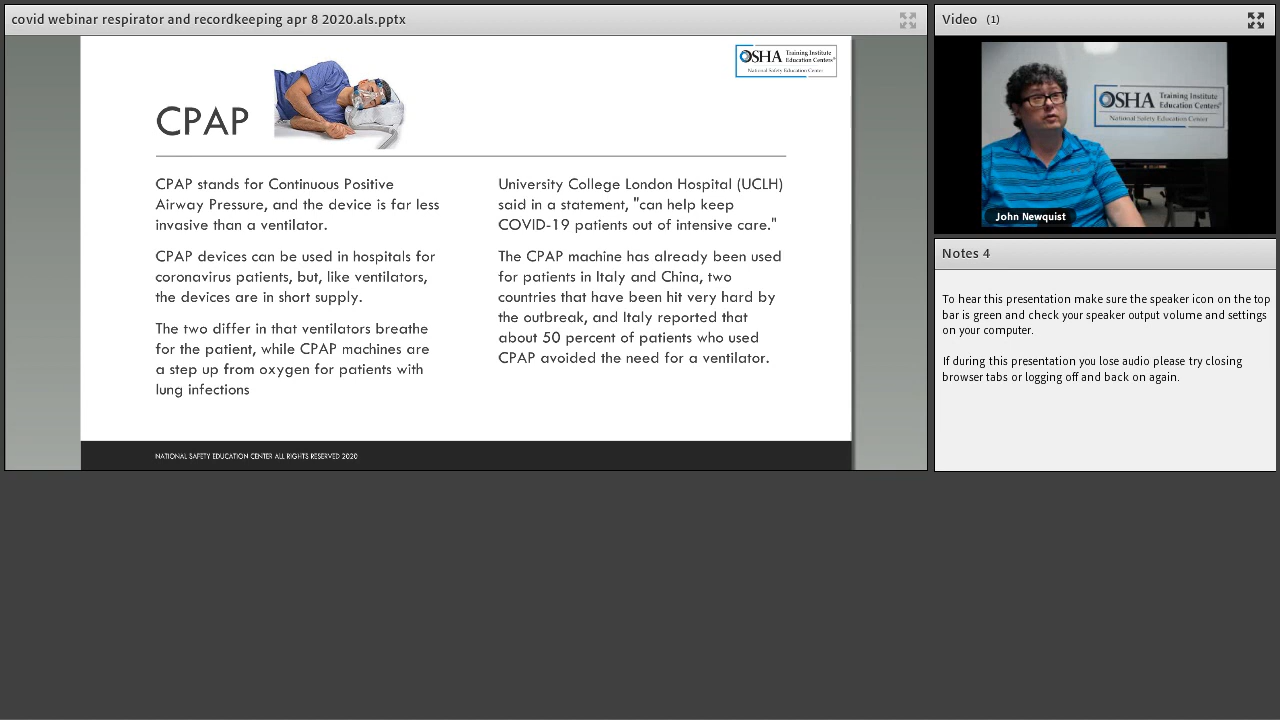 covid webinar respirator and recordkeeping apr 8 2020.als.pptx
OSHA Training Institute
Education Centers®
National Safety Education Center
CPAP
CPAP stands for Continuous Positive
Airway Pressure, and the device is far less
invasive than a ventilator.
CPAP devices can be used in hospitals for
coronavirus patients, but, like ventilators,
the devices are in short supply.
The two differ in that ventilators breathe
for the patient, while CPAP machines are
a step up from oxygen for patients with
lung infections
University College London Hospital (UCLH)
said in a statement, "can help keep
COVID-19 patients out of intensive care."
The CPAP machine has already been used
for patients in Italy and China, two
countries that have been hit very hard by
the outbreak, and Italy reported that
about 50 percent of patients who used
CPAP avoided the need for a ventilator.
NATIONAL SAFETY EDUCATION CENTER ALL RIGHTS RESERVED 2020
Video (1)
OSHA Training Institute
Education Centers®
National Safety Education Center
John Newquist
Notes 4
To hear this presentation make sure the speaker icon on the top
bar is green and check your speaker output volume and settings
on your computer.
If during this presentation you lose audio please try closing
browser tabs or logging off and back on again.